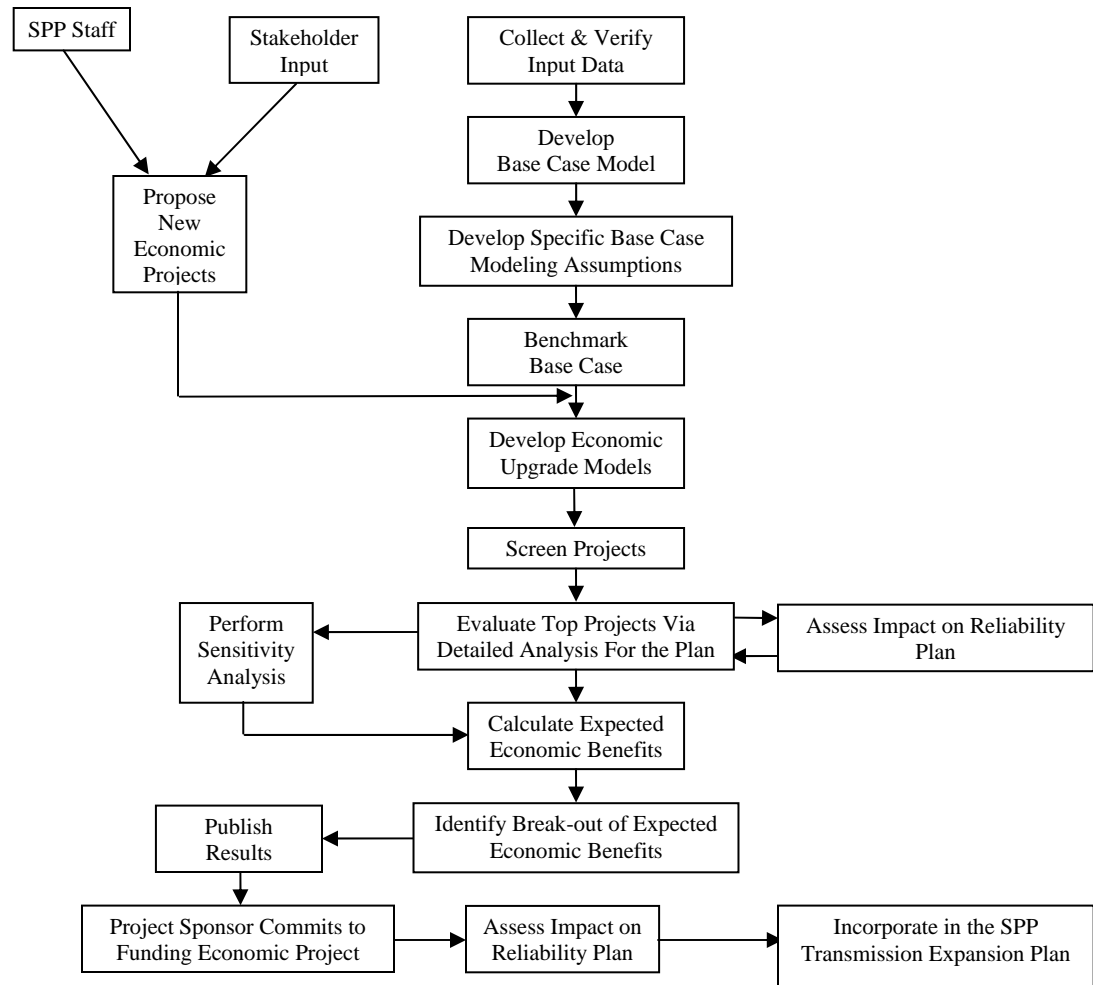 SPP Staff
Stakeholder
Input
Collect & Verify
Input Data
Develop
Base Case Model
Propose
New
Economic
Projects
Develop Specific Base Case
Modeling Assumptions
Benchmark
Base Case
Develop Economic
Upgrade Models
Screen Projects
Perform
Sensitivity
Analysis
Evaluate Top Projects Via
Detailed Analysis For the Plan
Assess Impact on Reliability
Plan
Calculate Expected
Economic Benefits
Publish
Results
Identify Break-out of Expected
Economic Benefits
Project Sponsor Commits to
Funding Economic Project
Assess Impact on
Reliability Plan
Incorporate in the SPP
Transmission Expansion Plan